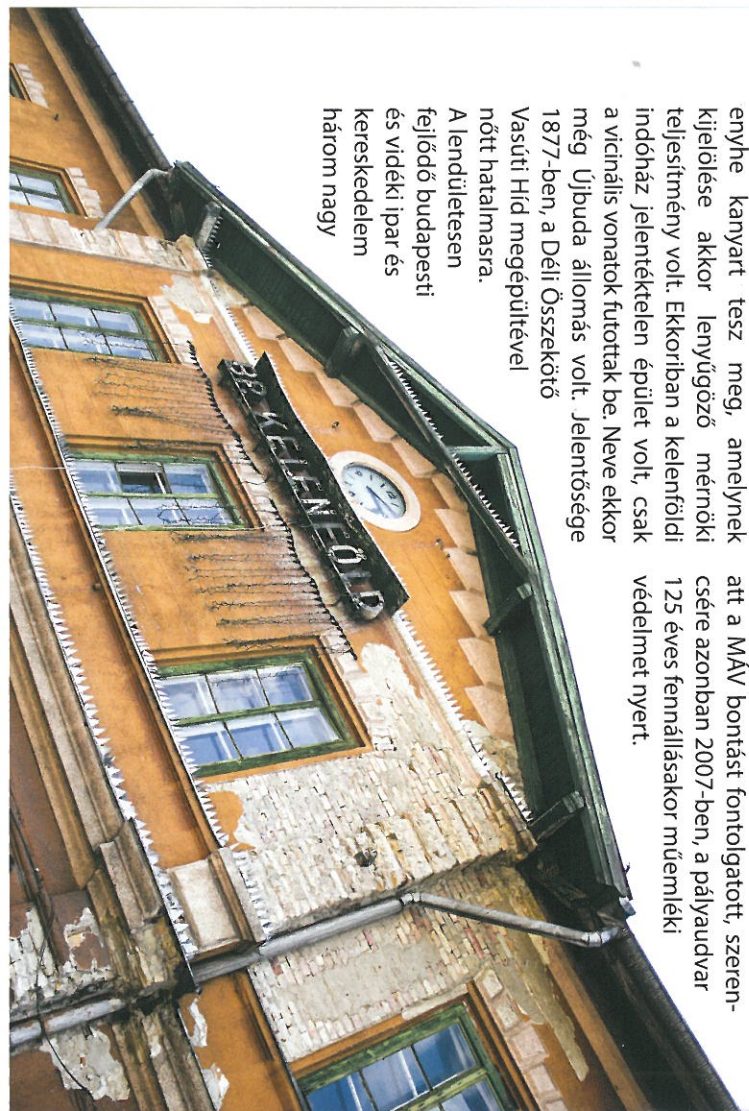 enyhe kanyart tesz meg, amelynek
kijelölése akkor lenyűgöző mérnöki
teljesítmény volt. Ekkoriban a kelenföldi
indóház jelentéktelen épület volt, csak
a vicinális vonatok futottak be. Neve ekkor
még Újbuda állomás volt. Jelentősége
1877-ben, a Déli Összekötő
Vasúti Híd megépültével
nőtt hatalmasra.
A lendületesen
fejlődő budapesti
és vidéki ipar és
kereskedelem
három nagy
att a MÁV bontást fontolgatott, szeren-
csére azonban 2007-ben, a pályaudvar
125 éves fennállásakor műemléki
védelmet nyert.
BP. KELENFÖLD